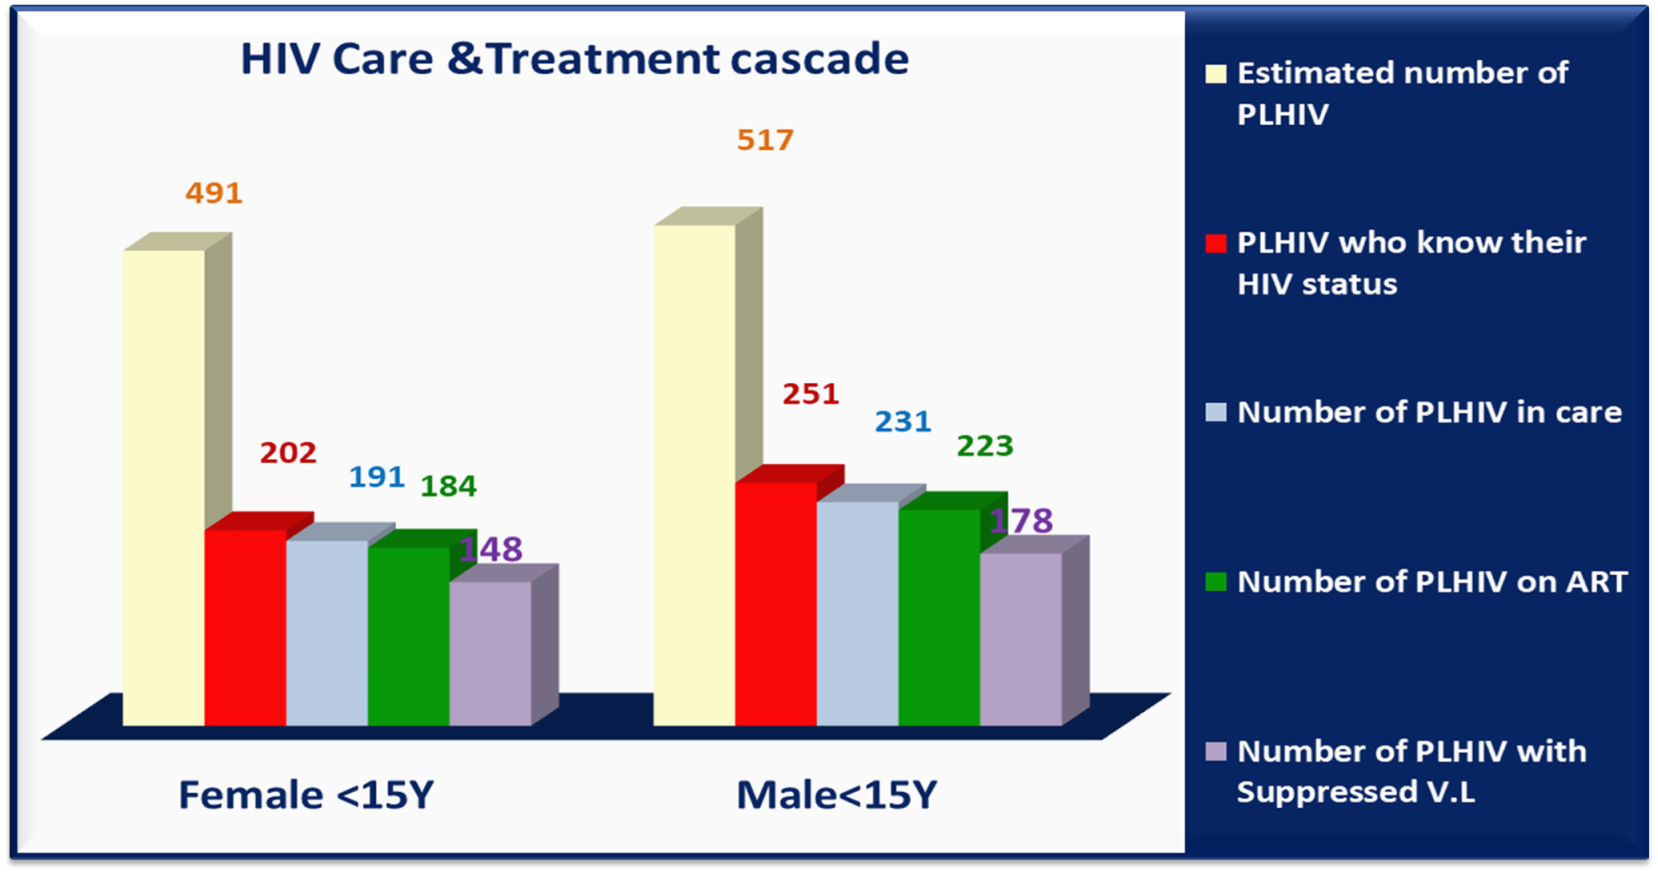 HIV Care &Treatment cascade
491
202
191
184
148
517
251
231
223
178
Female <15Y
Male<15Y
Estimated number of
PLHIV
PLHIV who know their
HIV status
Number of PLHIV in care
Number of PLHIV on ART
Number of PLHIV with
Suppressed V.L